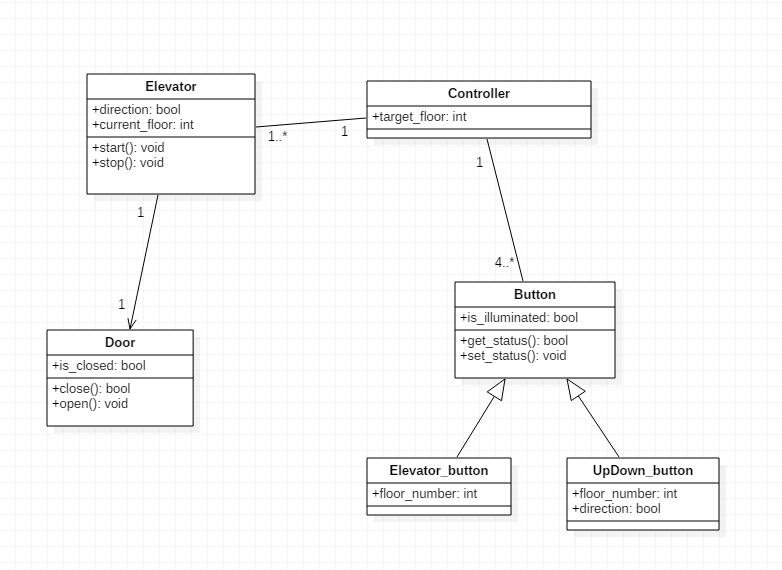 Elevator
+direction: bool
+current_floor: int
+start(): void
+stop(): void
Controller
+target_floor: int
1..*
1
1
1
4..*
1
Door
+is_closed: bool
+close(): bool
+open(): void
Button
+is_illuminated: bool
+get_status(): bool
+set_status(): void
Elevator_button
+floor_number: int
UpDown_button
+floor_number: int
+direction: bool